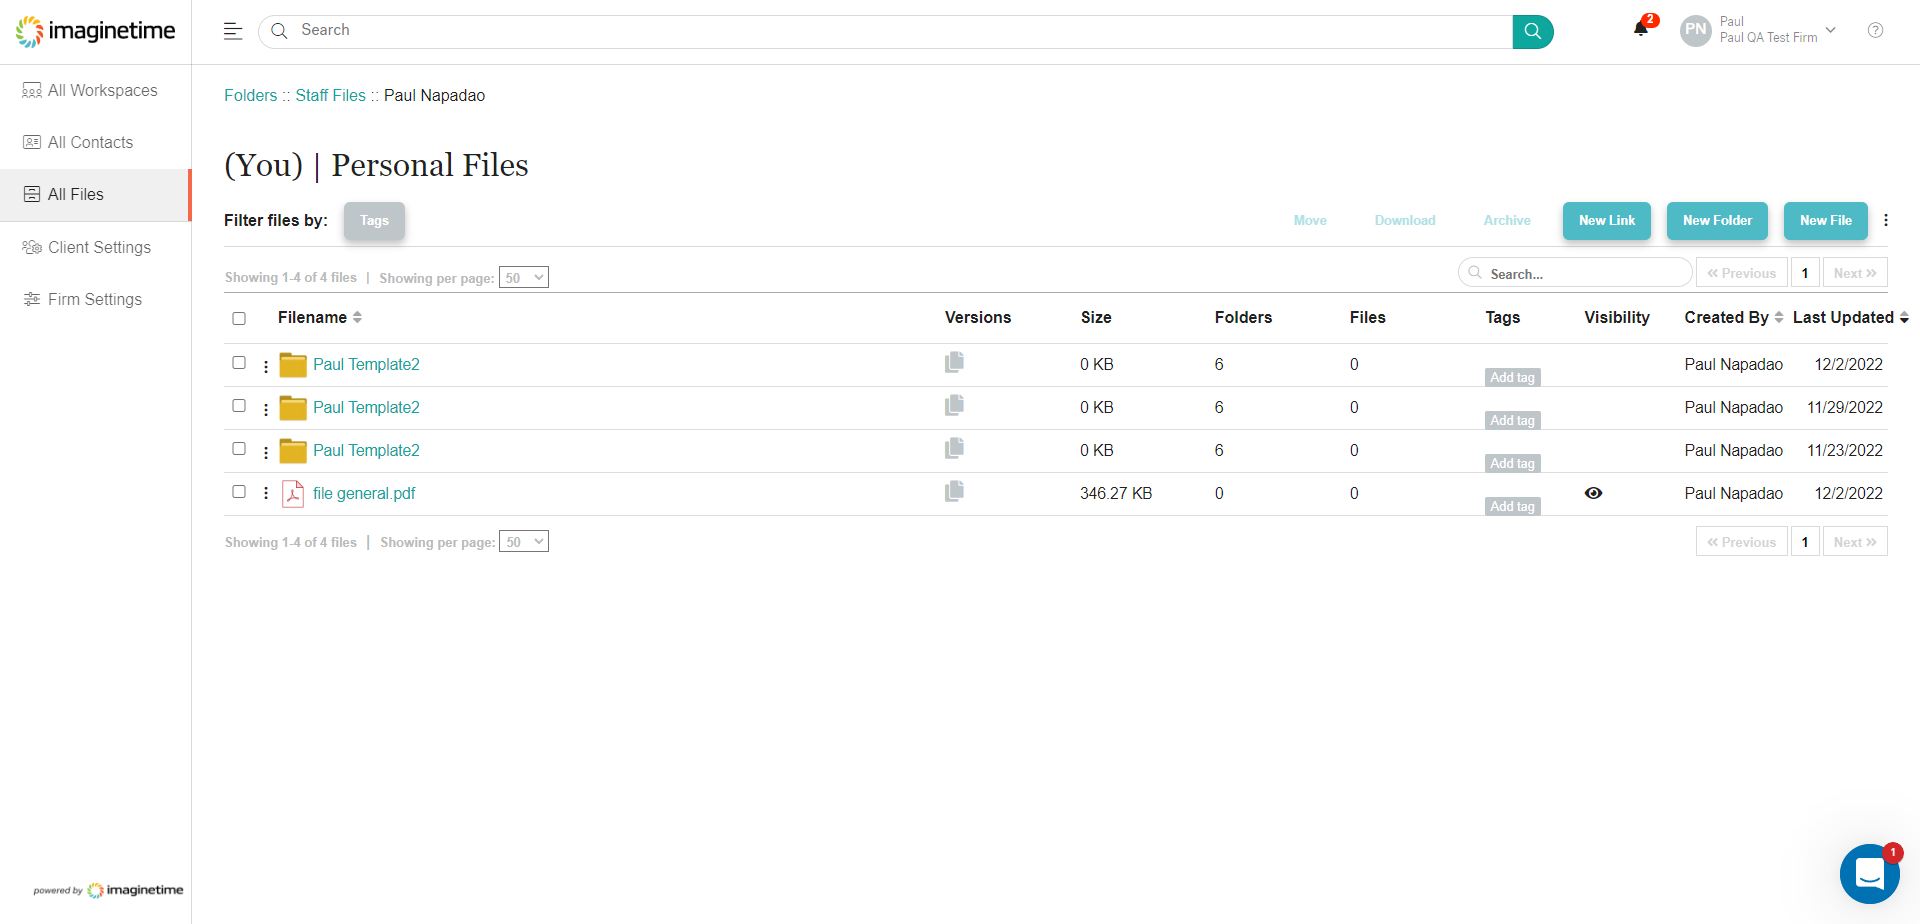 imaginetime
Search
2
PN
Paul
Paul QA Test Firm
All Workspaces
All Contacts
All Files
Client Settings
Firm Settings
Folders :: Staff Files :: Paul Napadao
(You) | Personal Files
Filter files by: Tags Move Download Archive New Link New Folder New File
Showing 1-4 of 4 files | Showing per page: 50 Search... « Previous 1 Next »
Filename Versions Size Folders Files Tags Visibility Created By Last Updated
Paul Template2 0 KB 6 0 Add tag Paul Napadao 12/2/2022
Paul Template2 0 KB 6 0 Add tag Paul Napadao 11/29/2022
Paul Template2 0 KB 6 0 Add tag Paul Napadao 11/23/2022
file general.pdf 346.27 KB 0 0 Add tag Paul Napadao 12/2/2022
Showing 1-4 of 4 files | Showing per page: 50 « Previous 1 Next »
1
powered by imaginetime